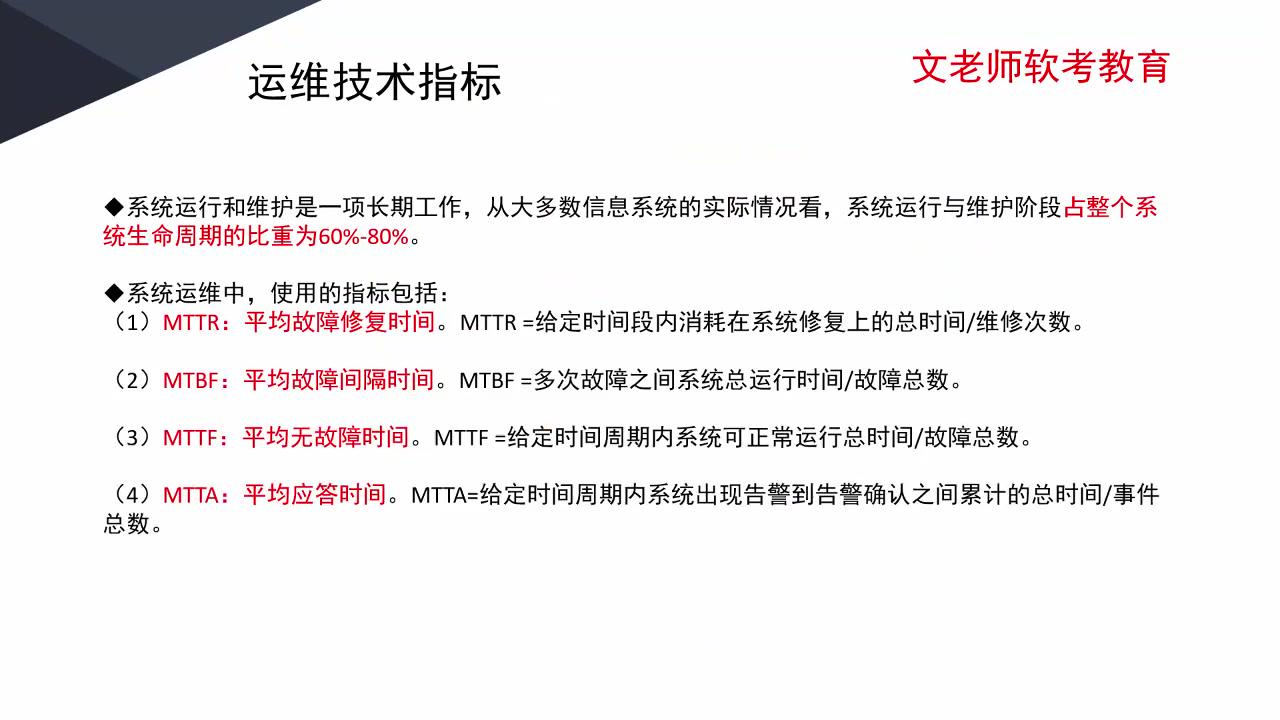 运维技术指标
文老师软考教育
◆系统运行和维护是一项长期工作，从大多数信息系统的实际情况看，系统运行与维护阶段占整个系
统生命周期的比重为60%-80%。
◆系统运维中，使用的指标包括：
（1）MTTR：平均故障修复时间。MTTR =给定时间段内消耗在系统修复上的总时间/维修次数。
（2）MTBF：平均故障间隔时间。MTBF =多次故障之间系统总运行时间/故障总数。
（3）MTTF：平均无故障时间。MTTF =给定时间周期内系统可正常运行总时间/故障总数。
（4）MTTA：平均应答时间。MTTA=给定时间周期内系统出现告警到告警确认之间累计的总时间/事件
总数。